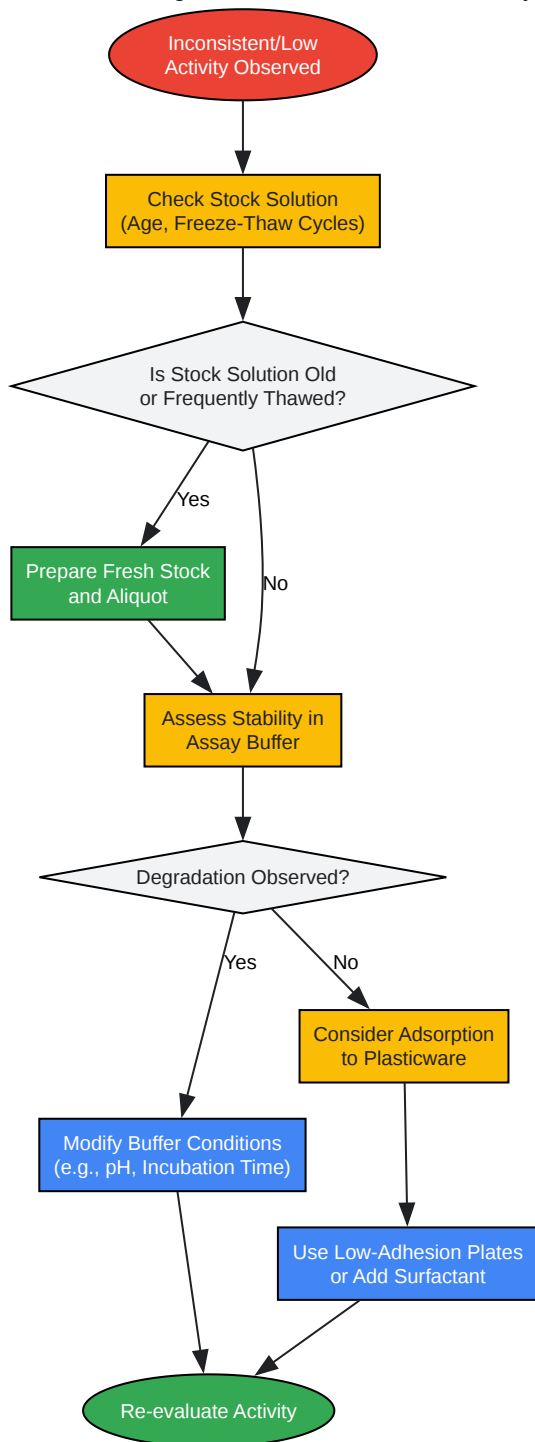 Inconsistent/Low
Activity Observed
Check Stock Solution
(Age, Freeze-Thaw Cycles)
Is Stock Solution Old
or Frequently Thawed?
Yes
Prepare Fresh Stock
and Aliquot
No
Assess Stability in
Assay Buffer
Degradation Observed?
Yes
No
Consider Adsorption
to Plasticware
Modify Buffer Conditions
(e.g., pH, Incubation Time)
Use Low-Adhesion Plates
or Add Surfactant
Re-evaluate Activity